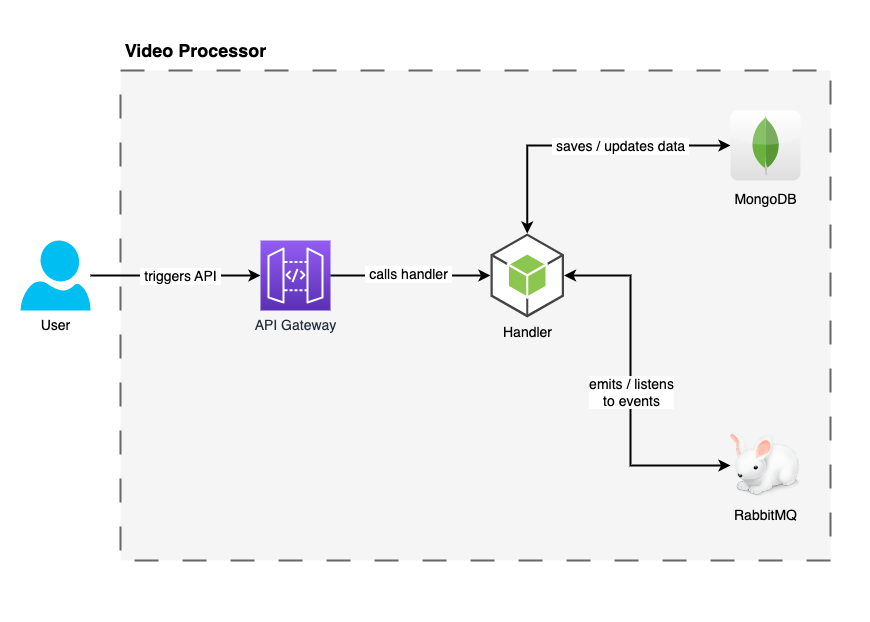 Video Processor
saves / updates data
MongoDB
triggers API
</>
calls handler
User
API Gateway
Handler
emits / listens
to events
RabbitMQ